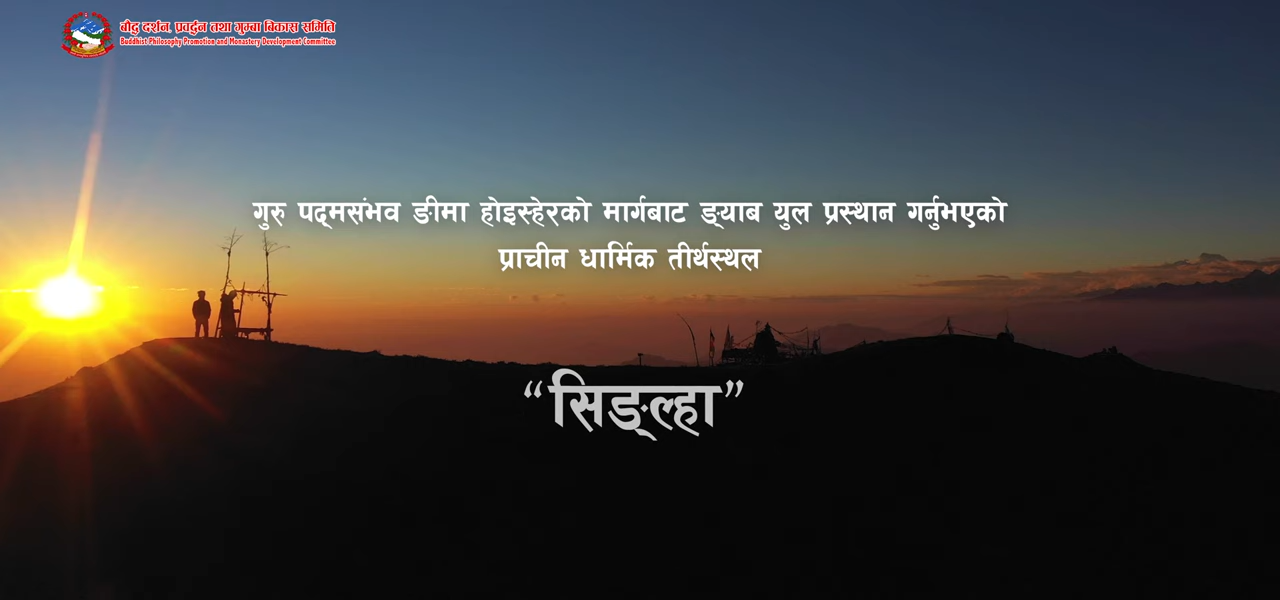 बौद्ध दर्शन, प्रवर्द्धन तथा गुम्बा विकास समिति
Buddhist Philosophy Promotion and Monastery Development Committee
गुरु पद्मसंभव ङीमा होइस्हेरको मार्गबाट ङ्याब युल प्रस्थान गर्नुभएको
प्राचीन धार्मिक तीर्थस्थल
“सिङ्ल्हा”